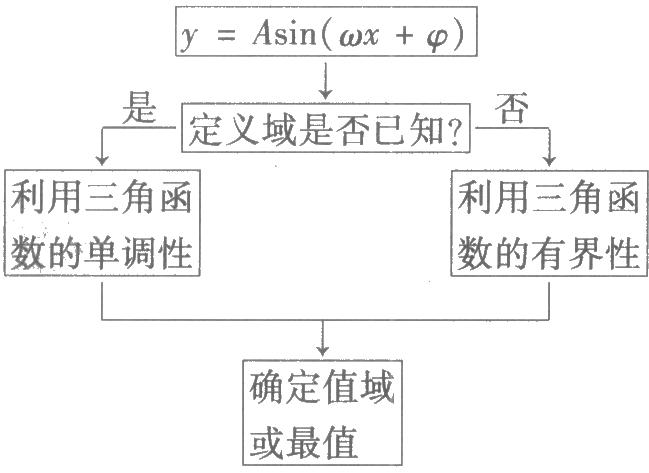 y = Asin(ωx + φ)
是
定义域是否已知?
否
利用三角函
数的单调性
利用三角函
数的有界性
确定值域
或最值